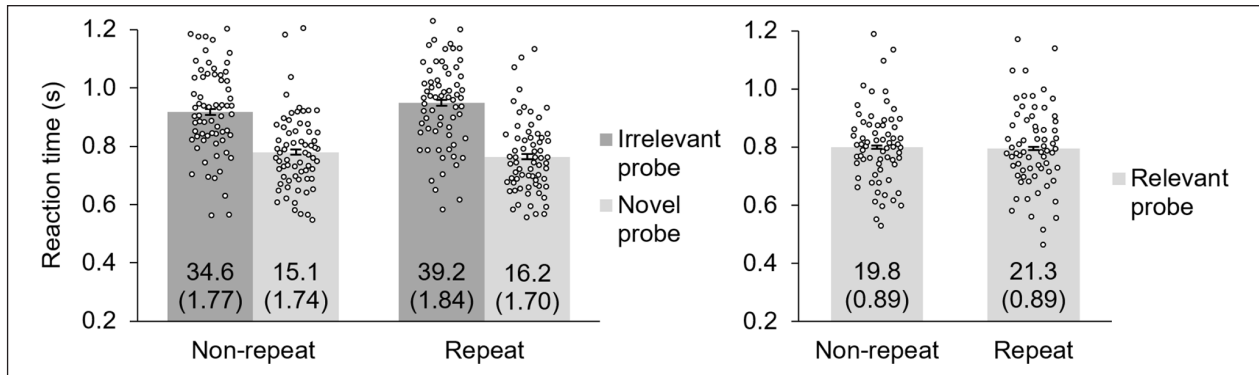 Reaction time (s)
1.2
1.0
0.8
0.6
0.4
0.2
34.6
(1.77)
15.1
(1.74)
39.2
(1.84)
16.2
(1.70)
Non-repeat
Repeat
Irrelevant
probe
Novel
probe
1.2
1.0
0.8
0.6
0.4
0.2
19.8
(0.89)
21.3
(0.89)
Non-repeat
Repeat
Relevant
probe